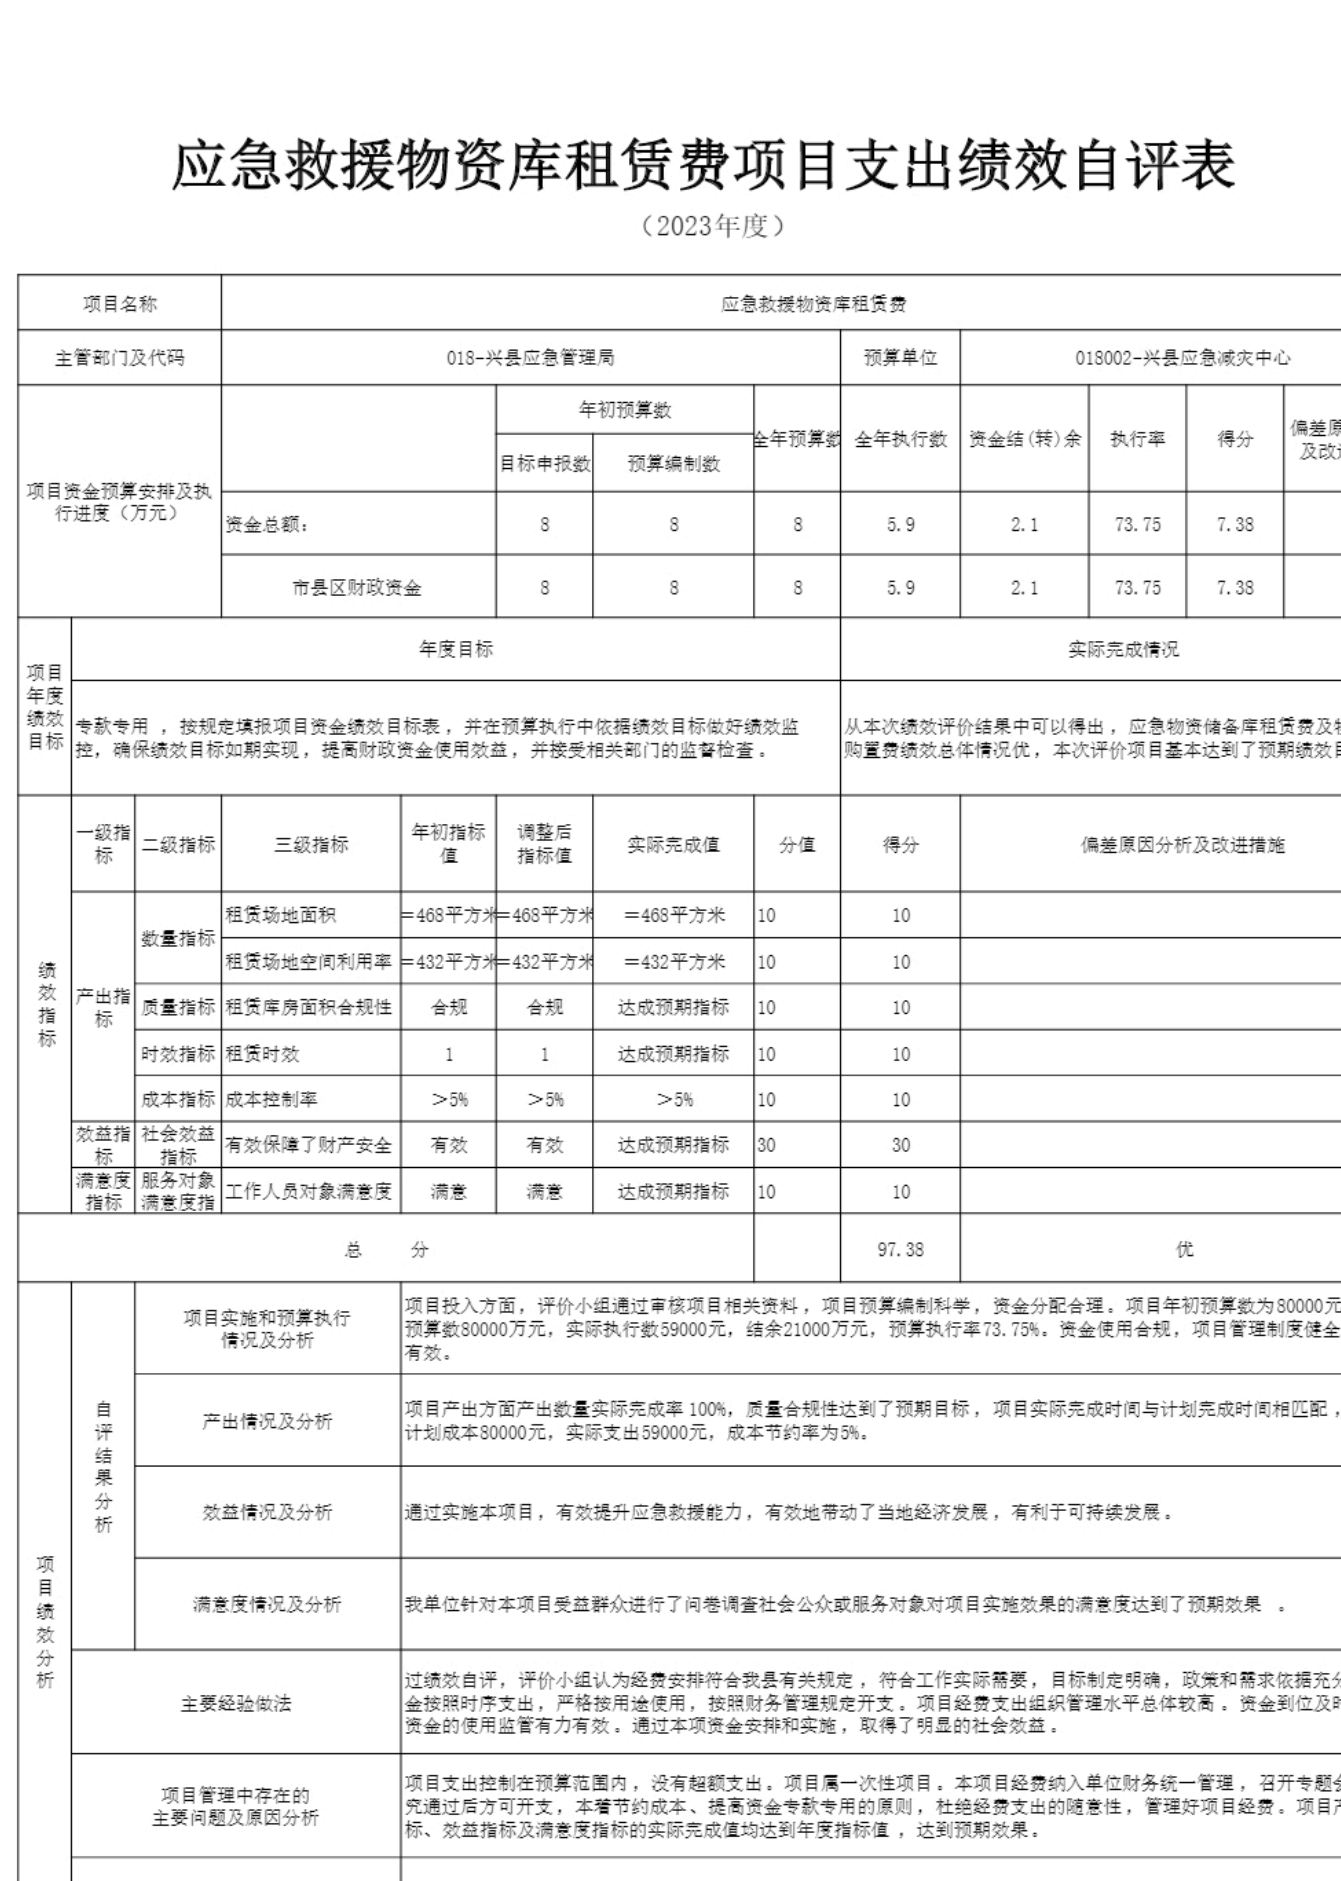 应急救援物资库租赁费项目支出绩效自评表
（2023年度）
项目名称
应急救援物资库租赁费
主管部门及代码
018-兴县应急管理局
预算单位
018002-兴县应急减灾中心
项目资金预算安排及执
行进度（万元）
年初预算数
目标申报数
预算编制数
全年预算数
全年执行数
资金结(转)余
执行率
得分
偏差原
及改进
资金总额：
8
8
8
5.9
2.1
73.75
7.38
市县区财政资金
8
8
8
5.9
2.1
73.75
7.38
项目
年度
绩效
目标
年度目标
实际完成情况
专款专用 ，按规定填报项目资金绩效目标表，并在预算执行中依据绩效目标做好绩效监
控，确保绩效目标如期实现，提高财政资金使用效益，并接受相关部门的监督检查。
从本次绩效评价结果中可以得出，应急物资储备库租赁费及物
购置费绩效总体情况优，本次评价项目基本达到了预期绩效目
绩
效
指
标
一级指
标
二级指标
三级指标
年初指标
值
调整后
指标值
实际完成值
分值
得分
偏差原因分析及改进措施
产出指
标
数量指标
租赁场地面积
=468平方米
=468平方米
=468平方米
10
10
租赁场地空间利用率
=432平方米
=432平方米
=432平方米
10
10
质量指标
租赁库房面积合规性
合规
合规
达成预期指标
10
10
时效指标
租赁时效
1
1
达成预期指标
10
10
成本指标
成本控制率
＞5%
＞5%
＞5%
10
10
效益指
标
社会效益
指标
有效保障了财产安全
有效
有效
达成预期指标
30
30
满意度
指标
服务对象
满意度指
工作人员对象满意度
满意
满意
达成预期指标
10
10
总 分
97.38
优
项
目
绩
效
分
析
自
评
结
果
分
析
项目实施和预算执行
情况及分析
项目投入方面，评价小组通过审核项目相关资料，项目预算编制科学，资金分配合理。项目年初预算数为80000元
预算数80000万元，实际执行数59000元，结余21000万元，预算执行率73.75%。资金使用合规，项目管理制度健全
有效。
产出情况及分析
项目产出方面产出数量实际完成率 100%，质量合规性达到了预期目标，项目实际完成时间与计划完成时间相匹配，
计划成本80000元，实际支出59000元，成本节约率为5%。
效益情况及分析
通过实施本项目，有效提升应急救援能力，有效地带动了当地经济发展，有利于可持续发展。
满意度情况及分析
我单位针对本项目受益群众进行了问卷调查社会公众或服务对象对项目实施效果的满意度达到了预期效果 。
主要经验做法
过绩效自评，评价小组认为经费安排符合我县有关规定，符合工作实际需要，目标制定明确，政策和需求依据充分
金按照时序支出，严格按用途使用，按照财务管理规定开支。项目经费支出组织管理水平总体较高。资金到位及时
资金的使用监管有力有效。通过本项资金安排和实施，取得了明显的社会效益。
项目管理中存在的
主要问题及原因分析
项目支出控制在预算范围内，没有超额支出。项目属一次性项目。本项目经费纳入单位财务统一管理，召开专题会
究通过后方可开支，本着节约成本、提高资金专款专用的原则，杜绝经费支出的随意性，管理好项目经费。项目产
标、效益指标及满意度指标的实际完成值均达到年度指标值 ，达到预期效果。